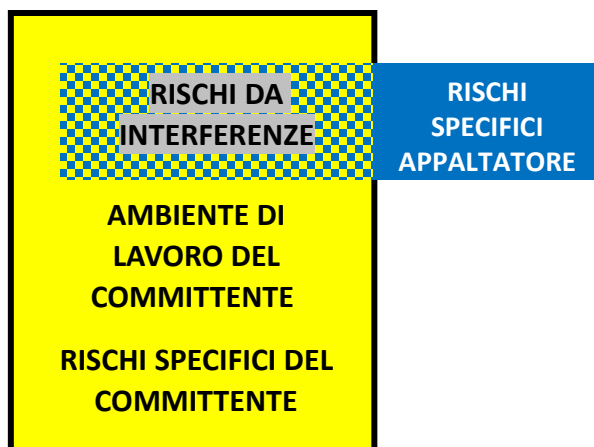 RISCHI DA
INTERFERENZE
RISCHI
SPECIFICI
APPALTATORE
AMBIENTE DI
LAVORO DEL
COMMITTENTE
RISCHI SPECIFICI DEL
COMMITTENTE